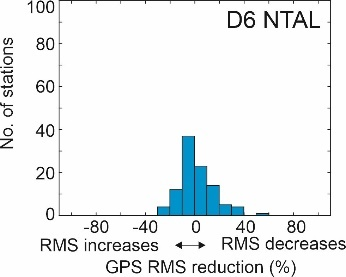 100
80
60
40
20
0
No. of stations
D6 NTAL
-80 -40 0 40 80
RMS increases RMS decreases
GPS RMS reduction (%)